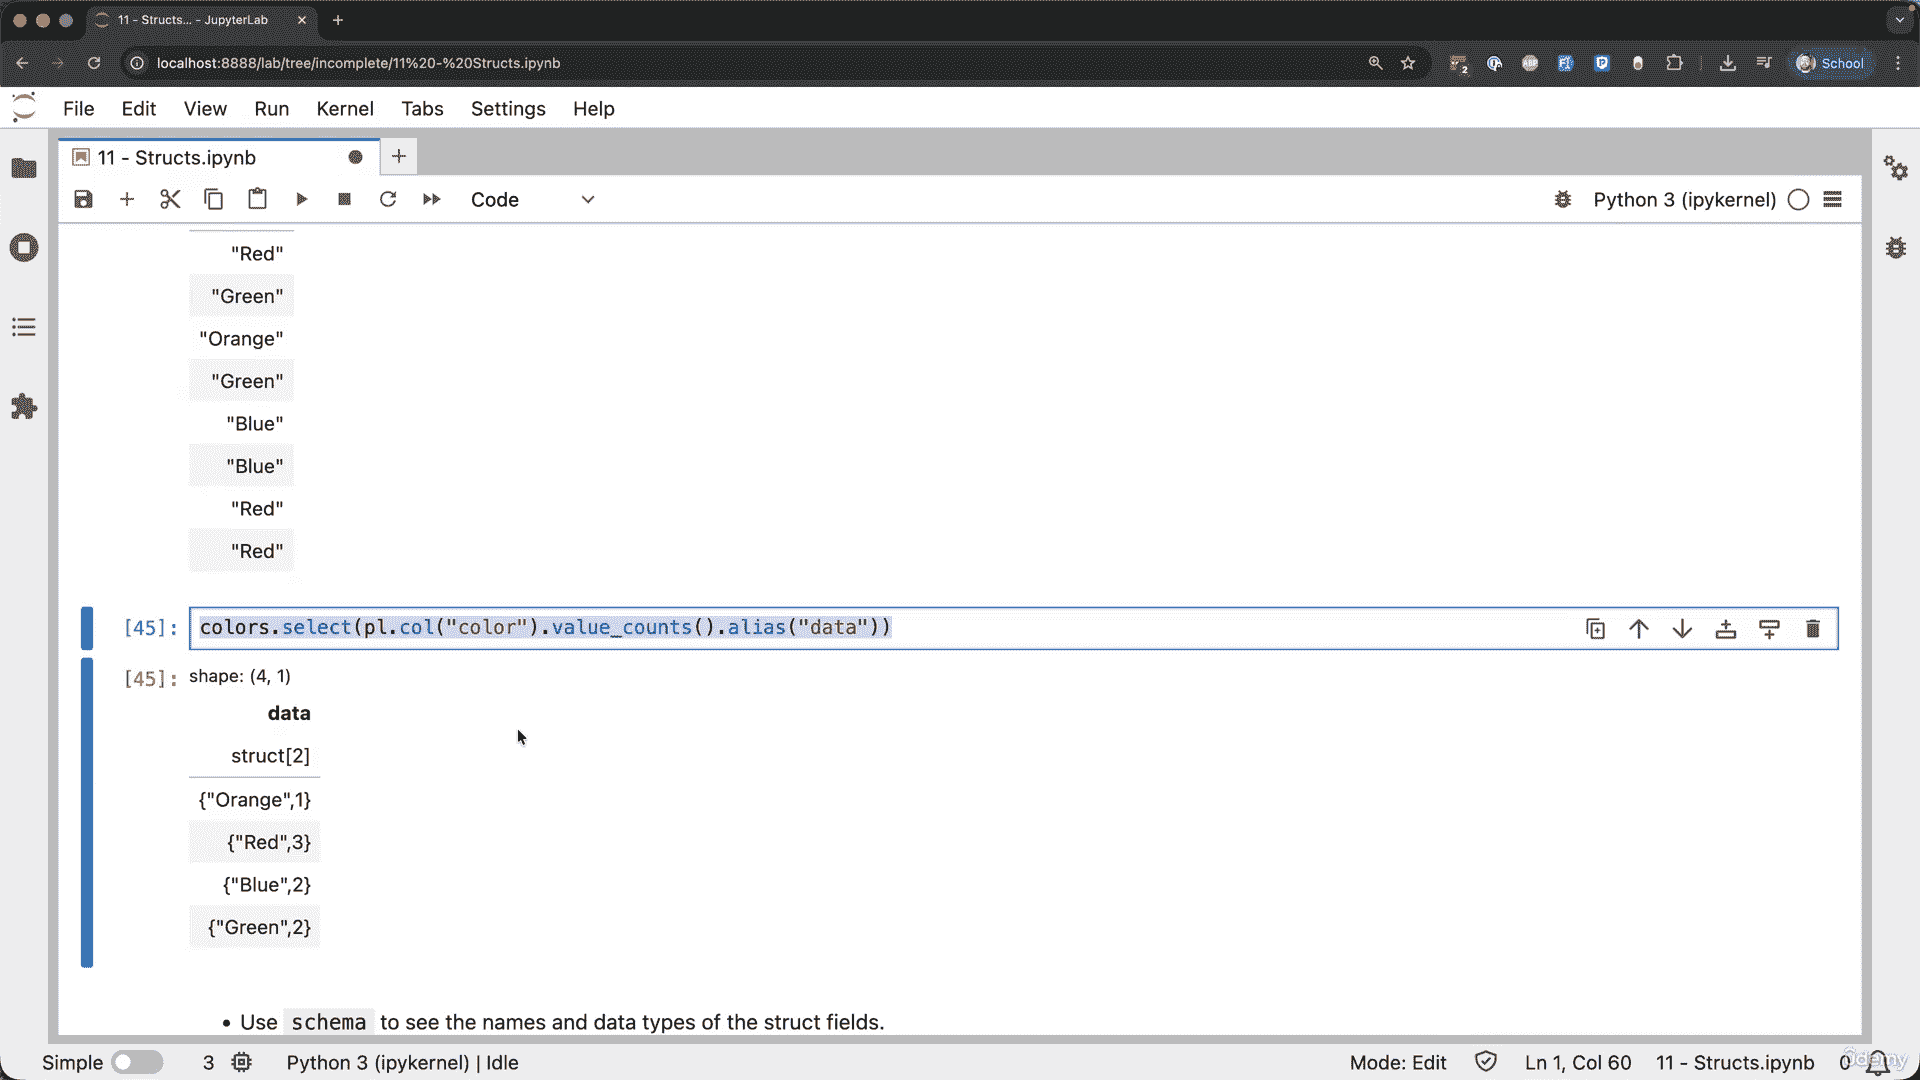 11 - Structs... - JupyterLab
localhost:8888/lab/tree/incomplete/11%20-%20Structs.ipynb
2
School
File Edit View Run Kernel Tabs Settings Help
11 - Structs.ipynb
Code
Python 3 (ipykernel)
"Red"
"Green"
"Orange"
"Green"
"Blue"
"Blue"
"Red"
"Red"
[45]: colors.select(pl.col("color").value_counts().alias("data"))
[45]: shape: (4, 1)
data
struct[2]
{"Orange",1}
{"Red",3}
{"Blue",2}
{"Green",2}
• Use schema to see the names and data types of the struct fields.
Simple 3 Python 3 (ipykernel) | Idle Mode: Edit Ln 1, Col 60 11 - Structs.ipynb 0
udemy